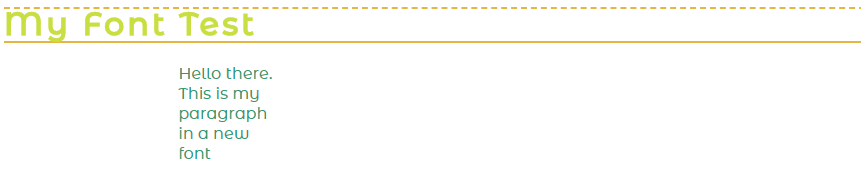 My Font Test
Hello there.
This is my
paragraph
in a new
font